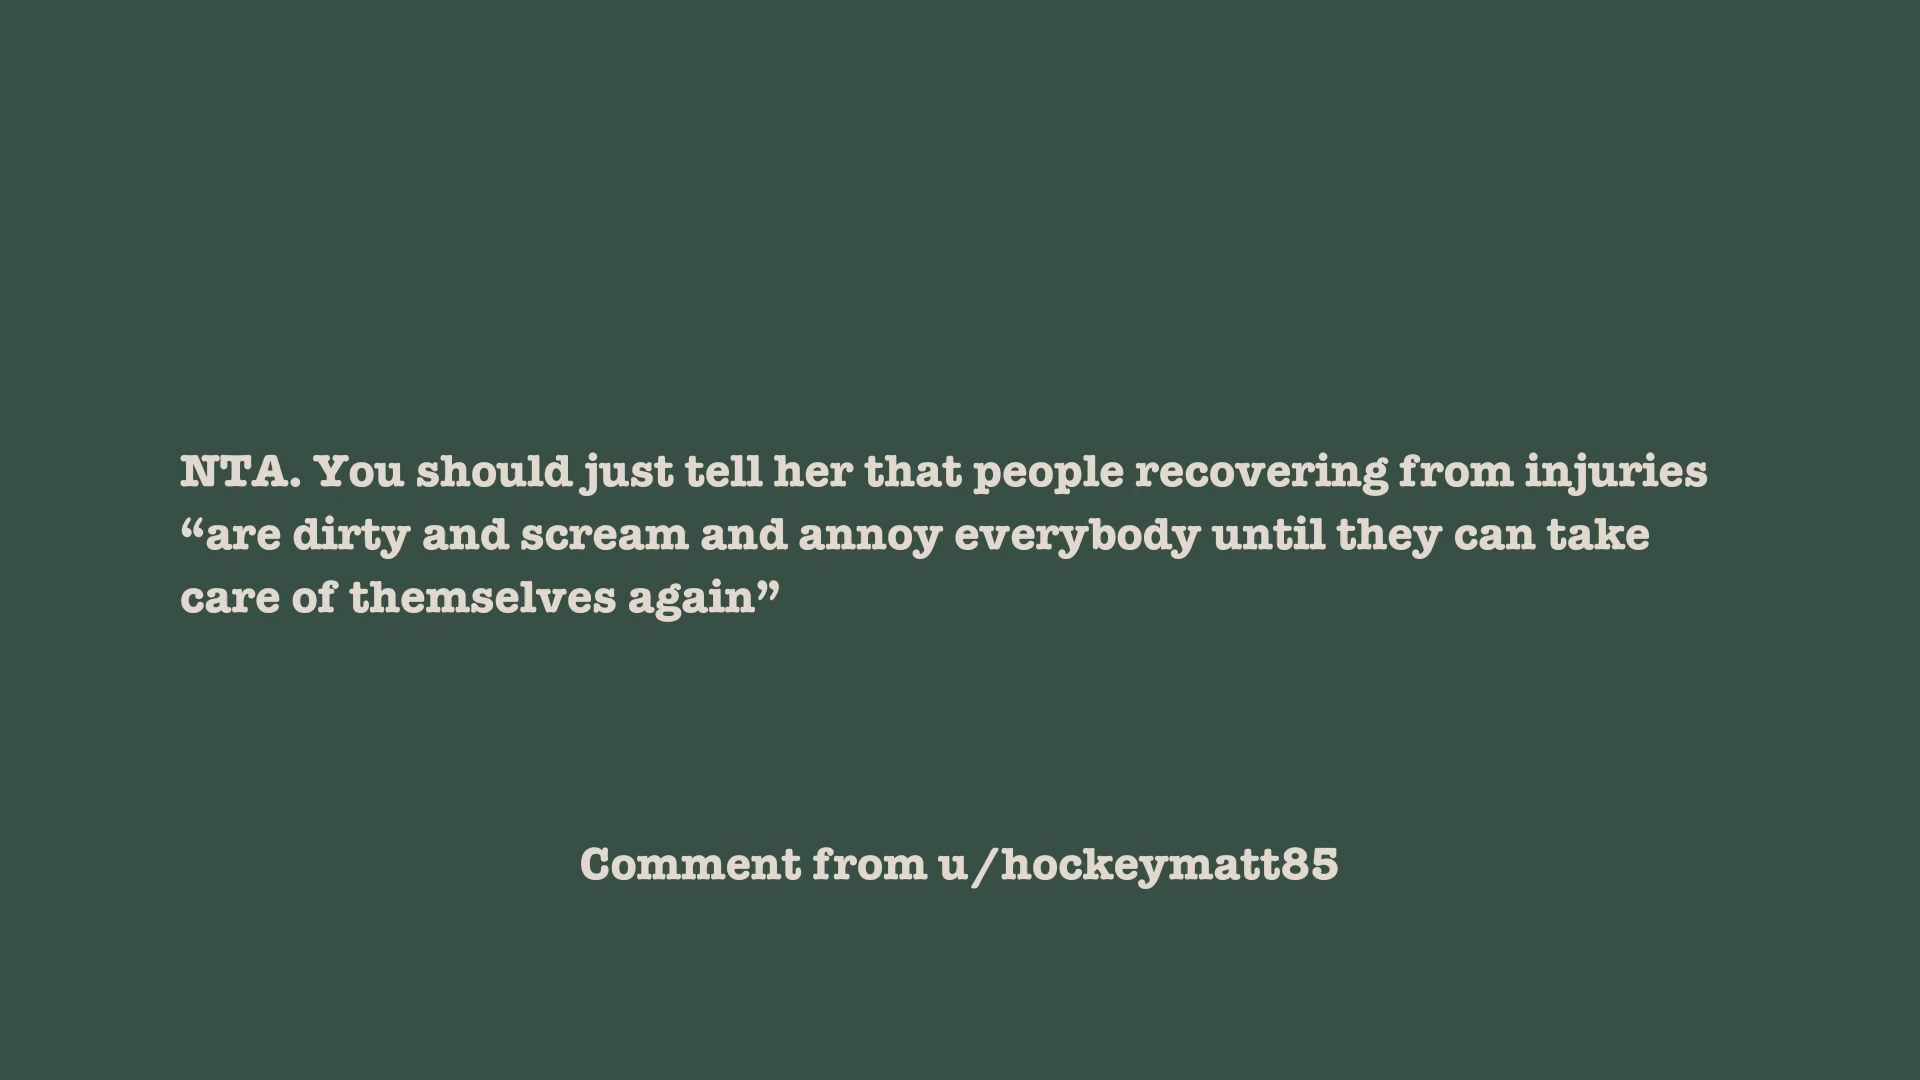 NTA. You should just tell her that people recovering from injuries
“are dirty and scream and annoy everybody until they can take
care of themselves again”
Comment from u/hockeymatt85